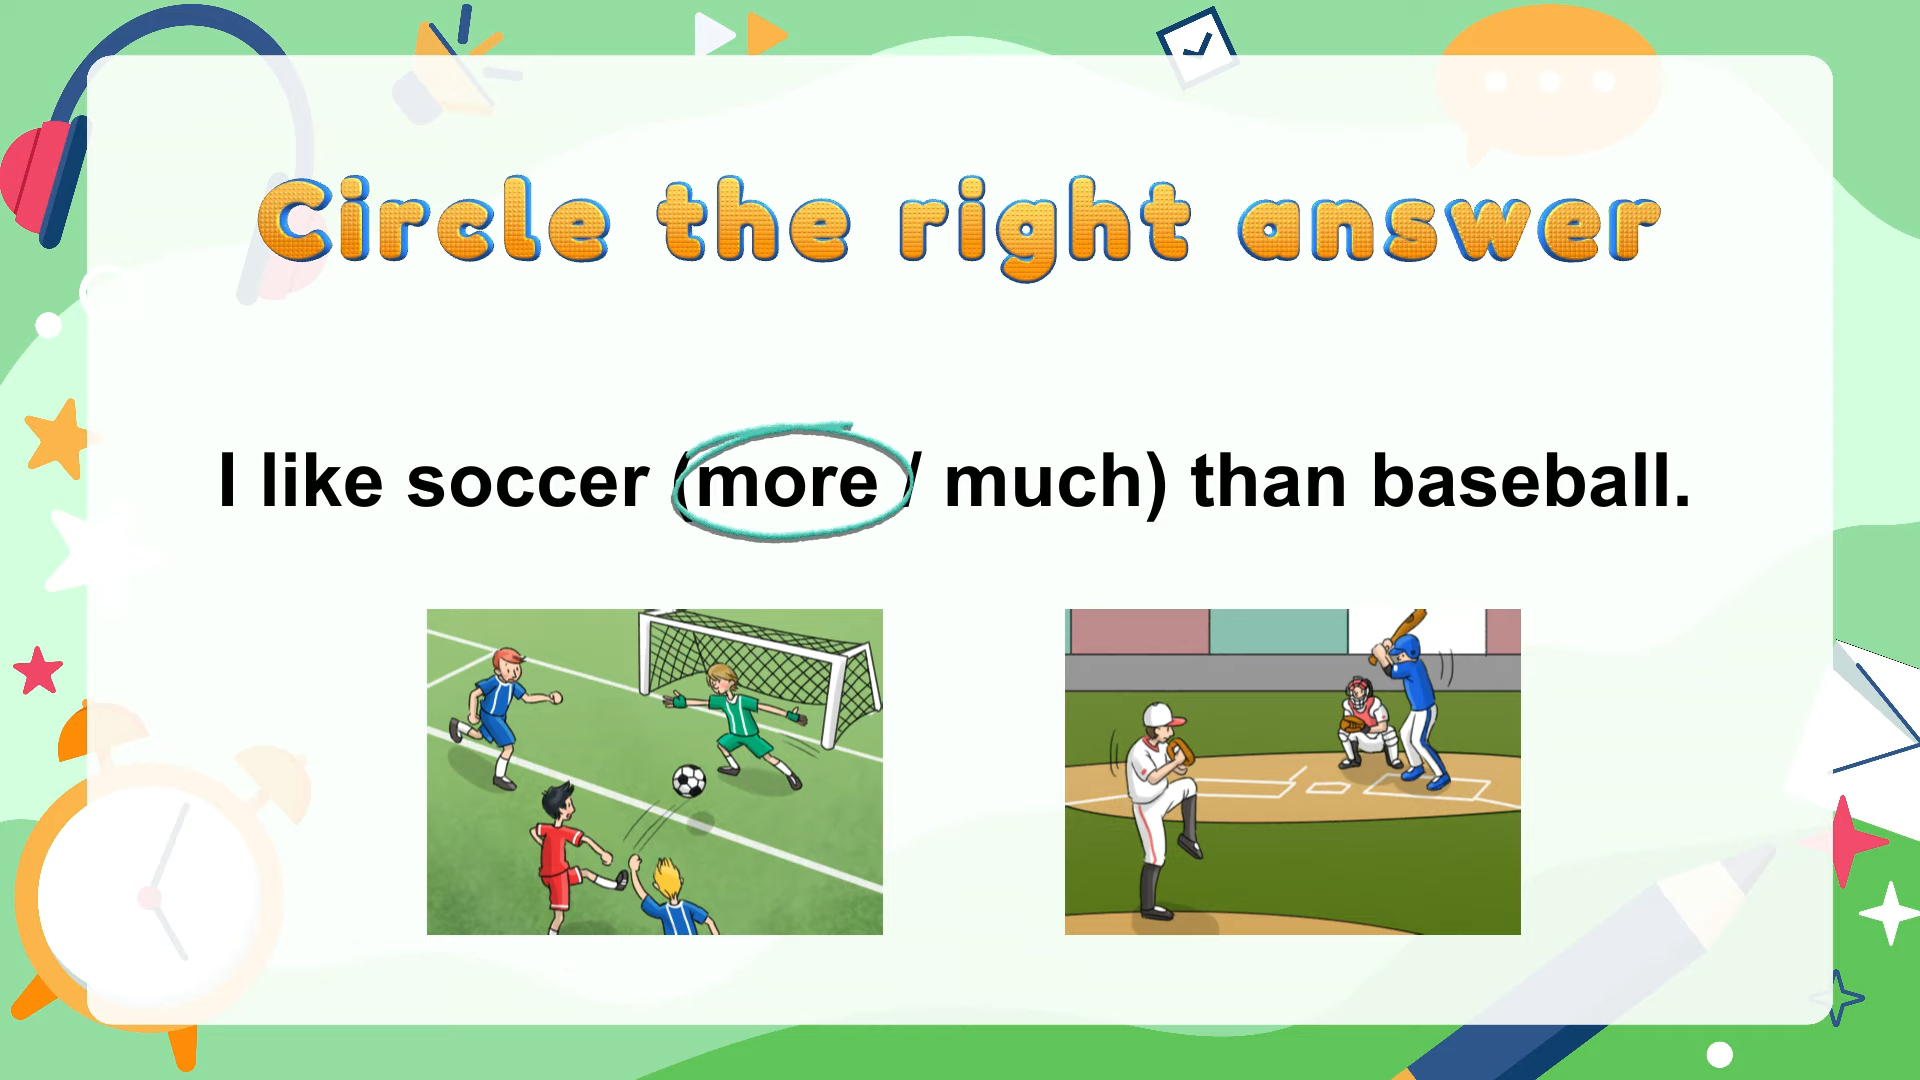 Circle the right answer
I like soccer (more / much) than baseball.